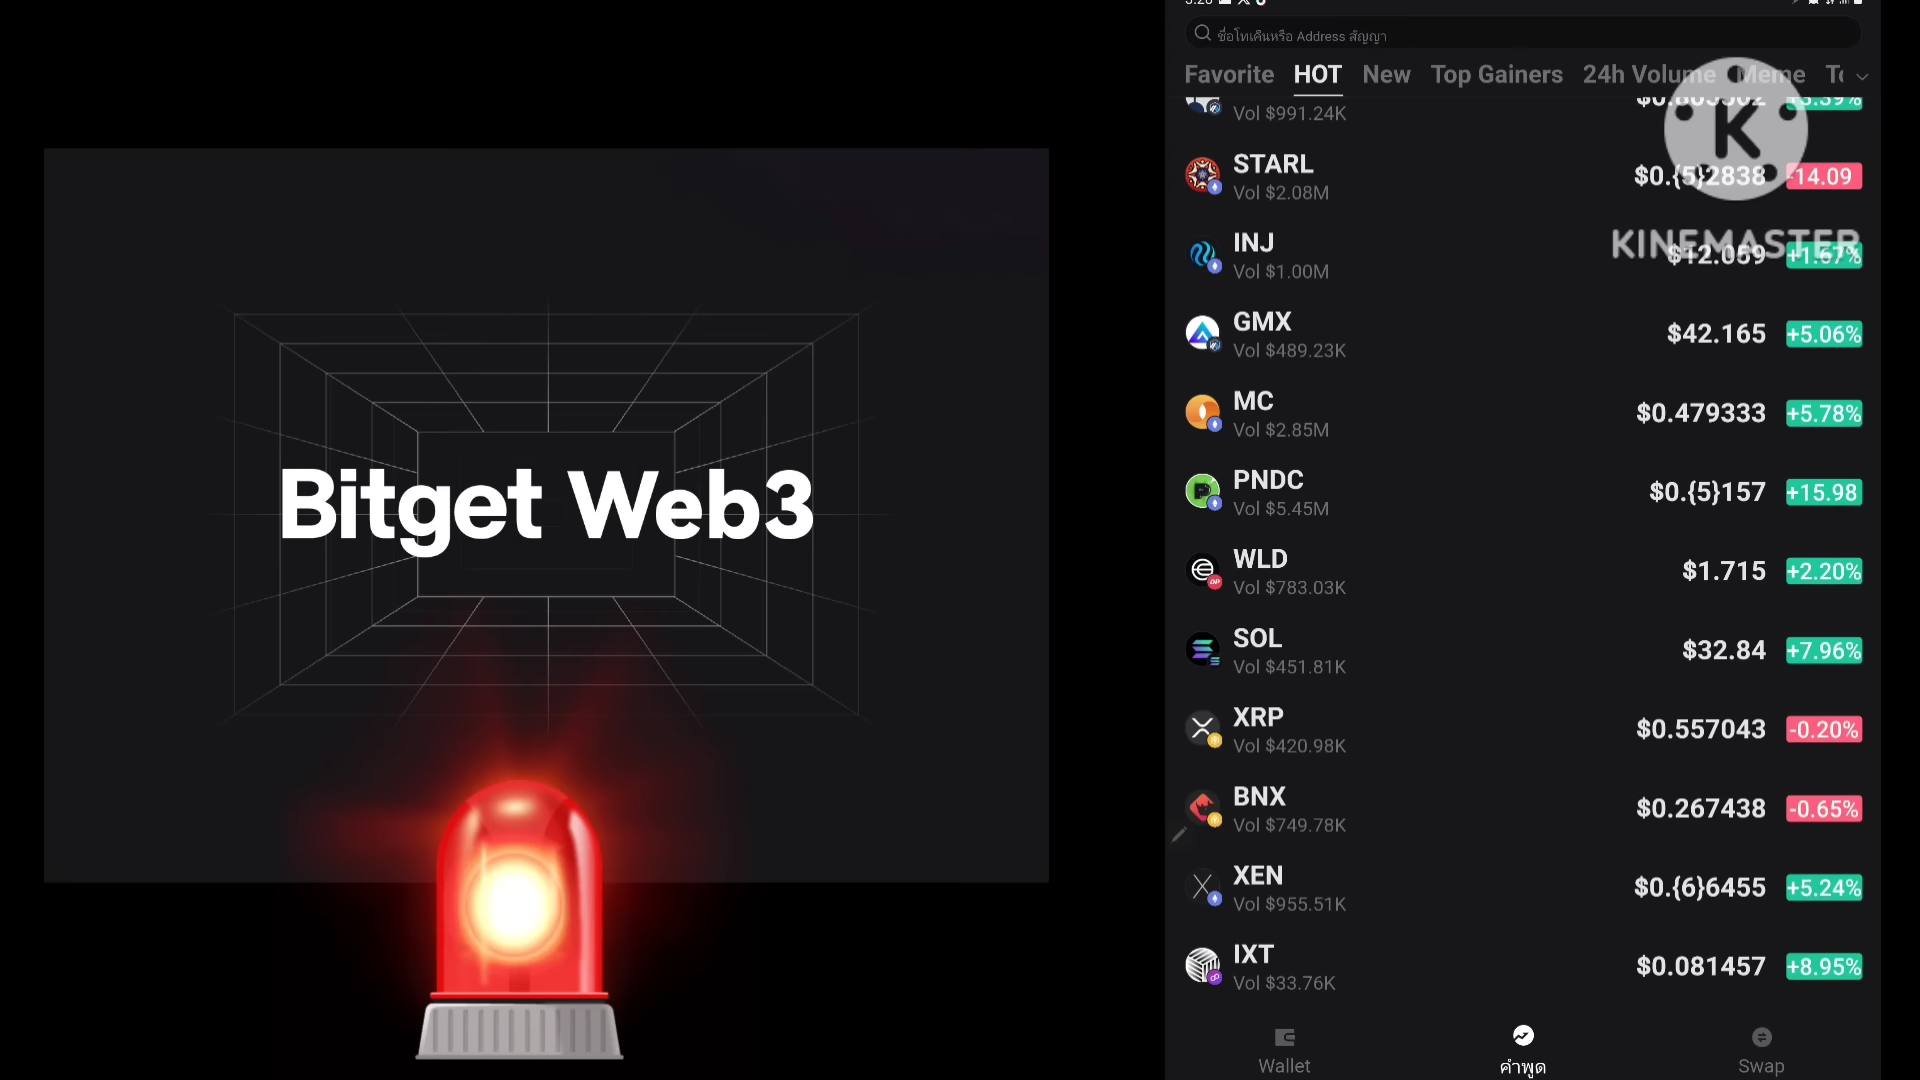 Bitget Web3
ชื่อโทเค็นหรือ Address สัญญา
Favorite HOT New Top Gainers 24h Volume Meme
Vol $991.24K
STARL $0.{5}2838 -14.09
Vol $2.08M
KINEMASTER
INJ $12.059 +1.67%
Vol $1.00M
GMX $42.165 +5.06%
Vol $489.23K
MC $0.479333 +5.78%
Vol $2.85M
PNDC $0.{5}157 +15.98
Vol $5.45M
WLD $1.715 +2.20%
Vol $783.03K
SOL $32.84 +7.96%
Vol $451.81K
XRP $0.557043 -0.20%
Vol $420.98K
BNX $0.267438 -0.65%
Vol $749.78K
XEN $0.{6}6455 +5.24%
Vol $955.51K
IXT $0.081457 +8.95%
Vol $33.76K
Wallet คำพูด Swap